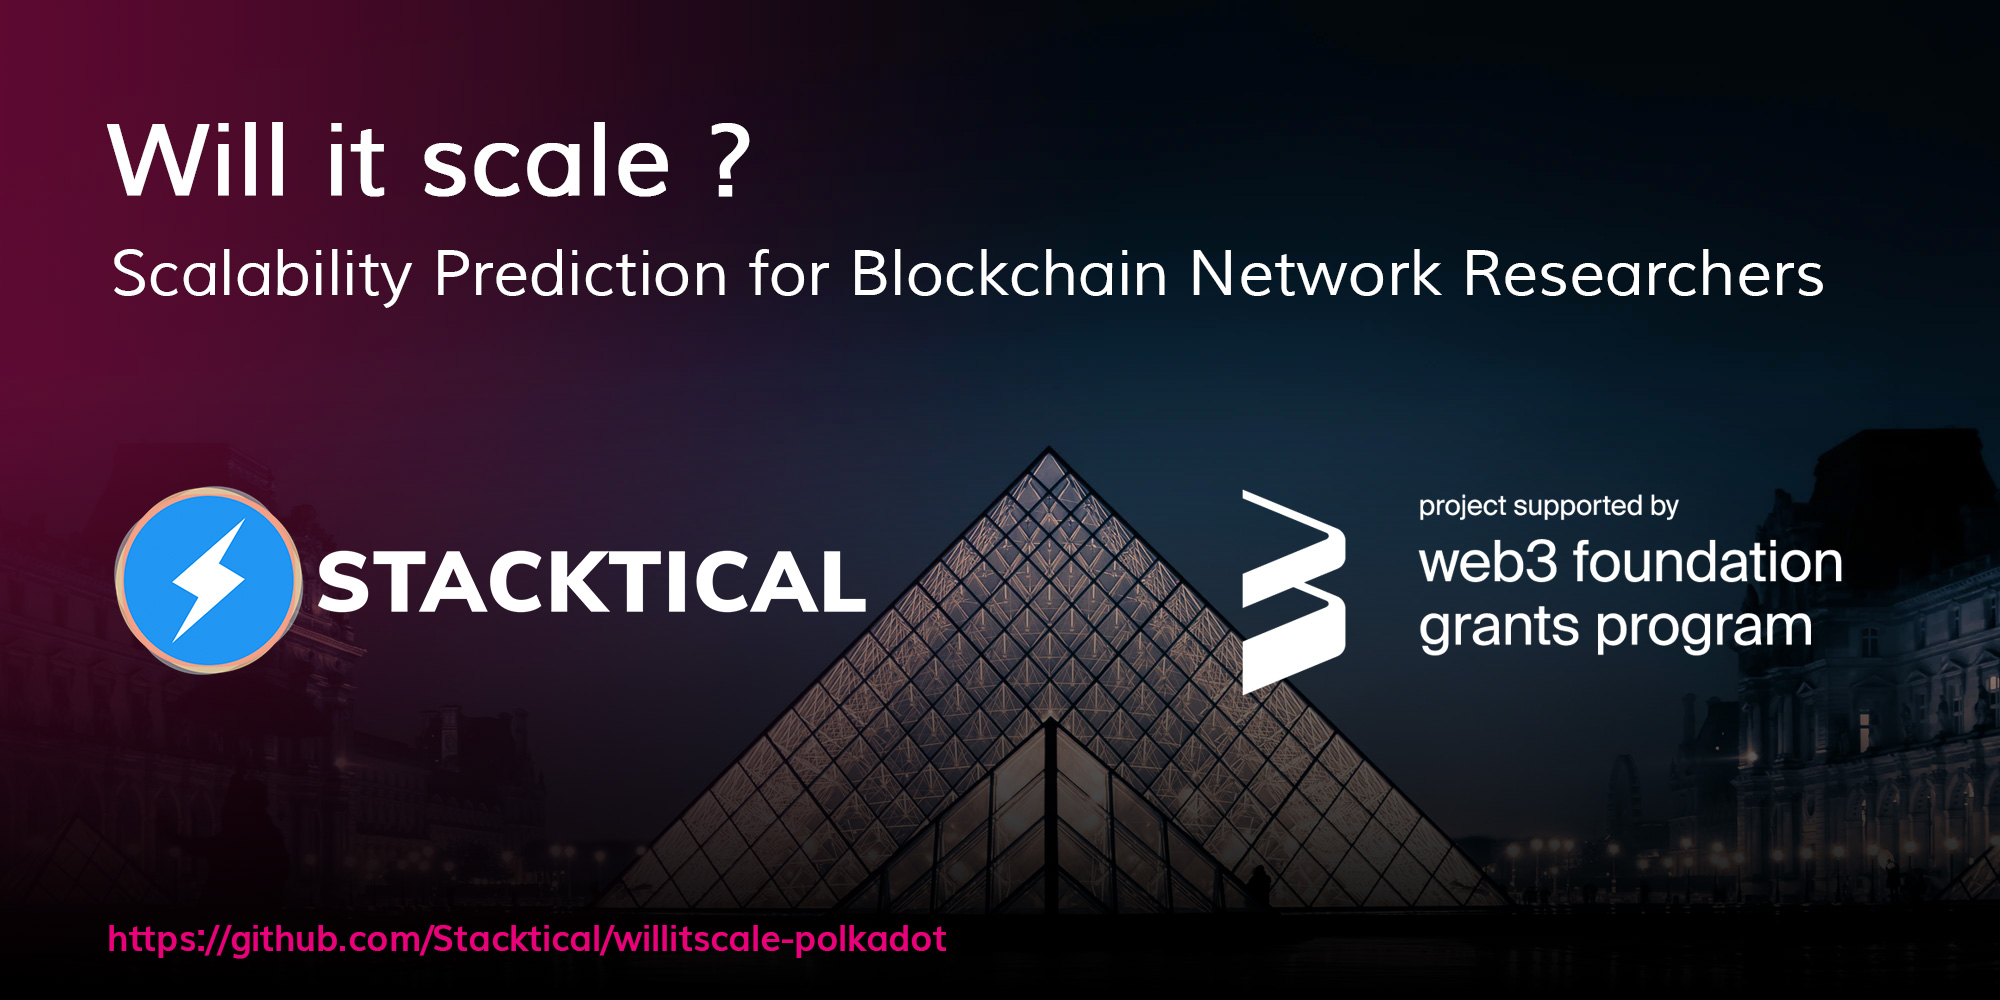 Will it scale ?
Scalability Prediction for Blockchain Network Researchers
STACKTICAL
project supported by
web3 foundation
grants program
https://github.com/Stacktical/willitscale-polkadot